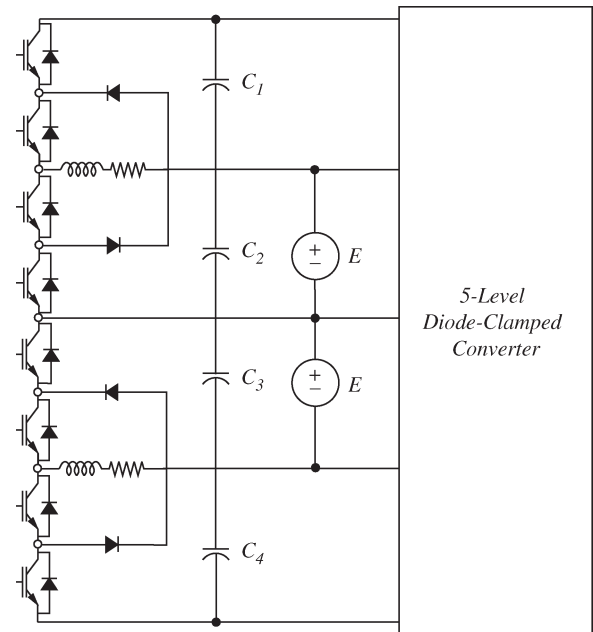 C1
C2
+
−
E
5-Level
Diode-Clamped
Converter
C3
+
−
E
C4